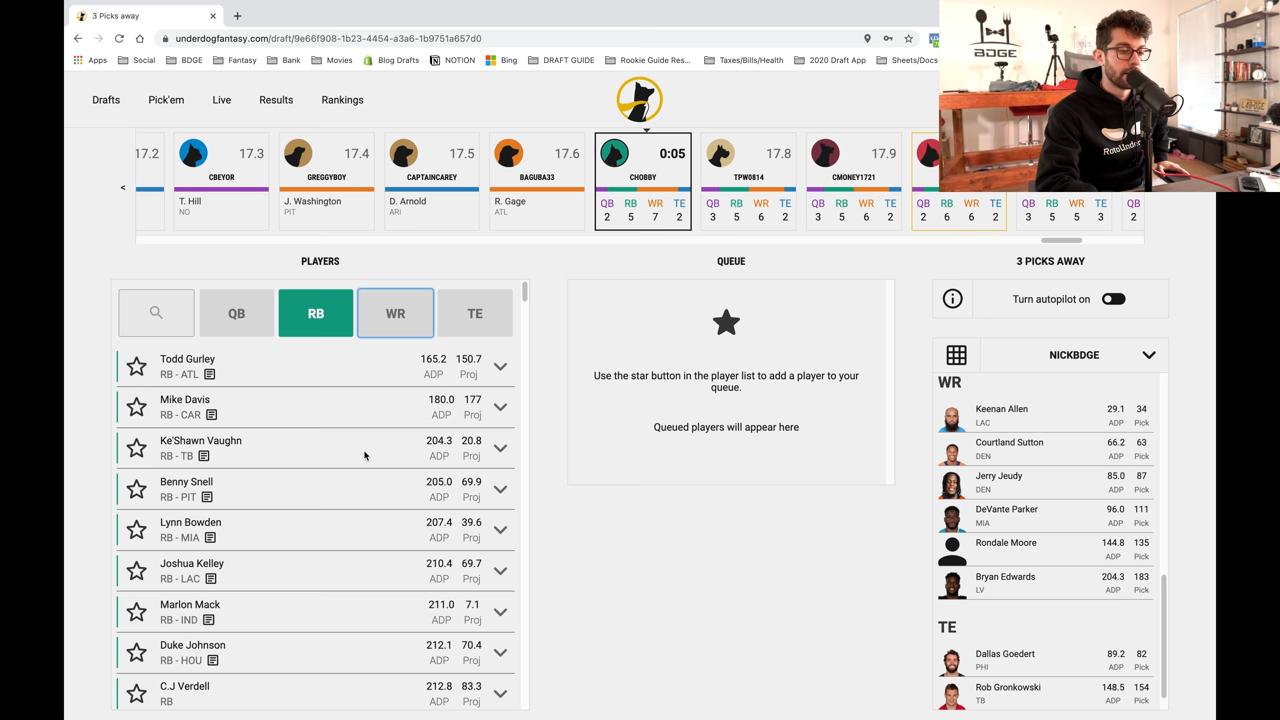 3 Picks away
underdogfantasy.com/draft/9e66f908-1b23-4454-a3a6-1b9751a657d0
Apps Social BDGE Fantasy Banks Movies Blog Drafts NOTION Bing DRAFT GUIDE Rookie Guide Res... Taxes/Bills/Health 2020 Draft App Sheets/Docs
BDGE
RotoUnder
Drafts Pick'em Live Results Rankings
17.2 17.3 17.4 17.5 17.6 0:05 17.8 17.9
CBEYOR GREGGYBOY CAPTAINCAREY BAGUBA33 CHOBBY TPW0814 CMONEY1721
T. Hill J. Washington D. Arnold R. Gage QB RB WR TE QB RB WR TE QB RB WR TE QB RB WR TE QB RB WR TE QB
NO PIT ARI ATL 2 5 7 2 3 5 6 2 3 5 6 2 2 6 6 2 3 5 5 3 2
<
PLAYERS QUEUE 3 PICKS AWAY
QB RB WR TE
Turn autopilot on
NICKBDGE
Todd Gurley 165.2 150.7
RB - ATL ADP Proj
Mike Davis 180.0 177
RB - CAR ADP Proj
Ke'Shawn Vaughn 204.3 20.8
RB - TB ADP Proj
Benny Snell 205.0 69.9
RB - PIT ADP Proj
Lynn Bowden 207.4 39.6
RB - MIA ADP Proj
Joshua Kelley 210.4 69.7
RB - LAC ADP Proj
Marlon Mack 211.0 7.1
RB - IND ADP Proj
Duke Johnson 212.1 70.4
RB - HOU ADP Proj
C.J Verdell 212.8 83.3
RB ADP Proj
Use the star button in the player list to add a player to your
queue.
Queued players will appear here
WR
Keenan Allen 29.1 34
LAC ADP Pick
Courtland Sutton 66.2 63
DEN ADP Pick
Jerry Jeudy 85.0 87
DEN ADP Pick
DeVante Parker 96.0 111
MIA ADP Pick
Rondale Moore 144.8 135
ADP Pick
Bryan Edwards 204.3 183
LV ADP Pick
TE
Dallas Goedert 89.2 82
PHI ADP Pick
Rob Gronkowski 148.5 154
TB ADP Pick